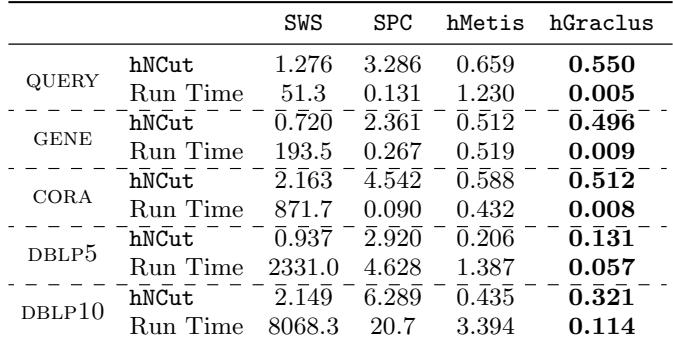 SWS SPC hMetis hGraclus
QUERY hNCut 1.276 3.286 0.659 0.550
Run Time 51.3 0.131 1.230 0.005
GENE hNCut 0.720 2.361 0.512 0.496
Run Time 193.5 0.267 0.519 0.009
CORA hNCut 2.163 4.542 0.588 0.512
Run Time 871.7 0.090 0.432 0.008
DBLP5 hNCut 0.937 2.920 0.206 0.131
Run Time 2331.0 4.628 1.387 0.057
DBLP10 hNCut 2.149 6.289 0.435 0.321
Run Time 8068.3 20.7 3.394 0.114